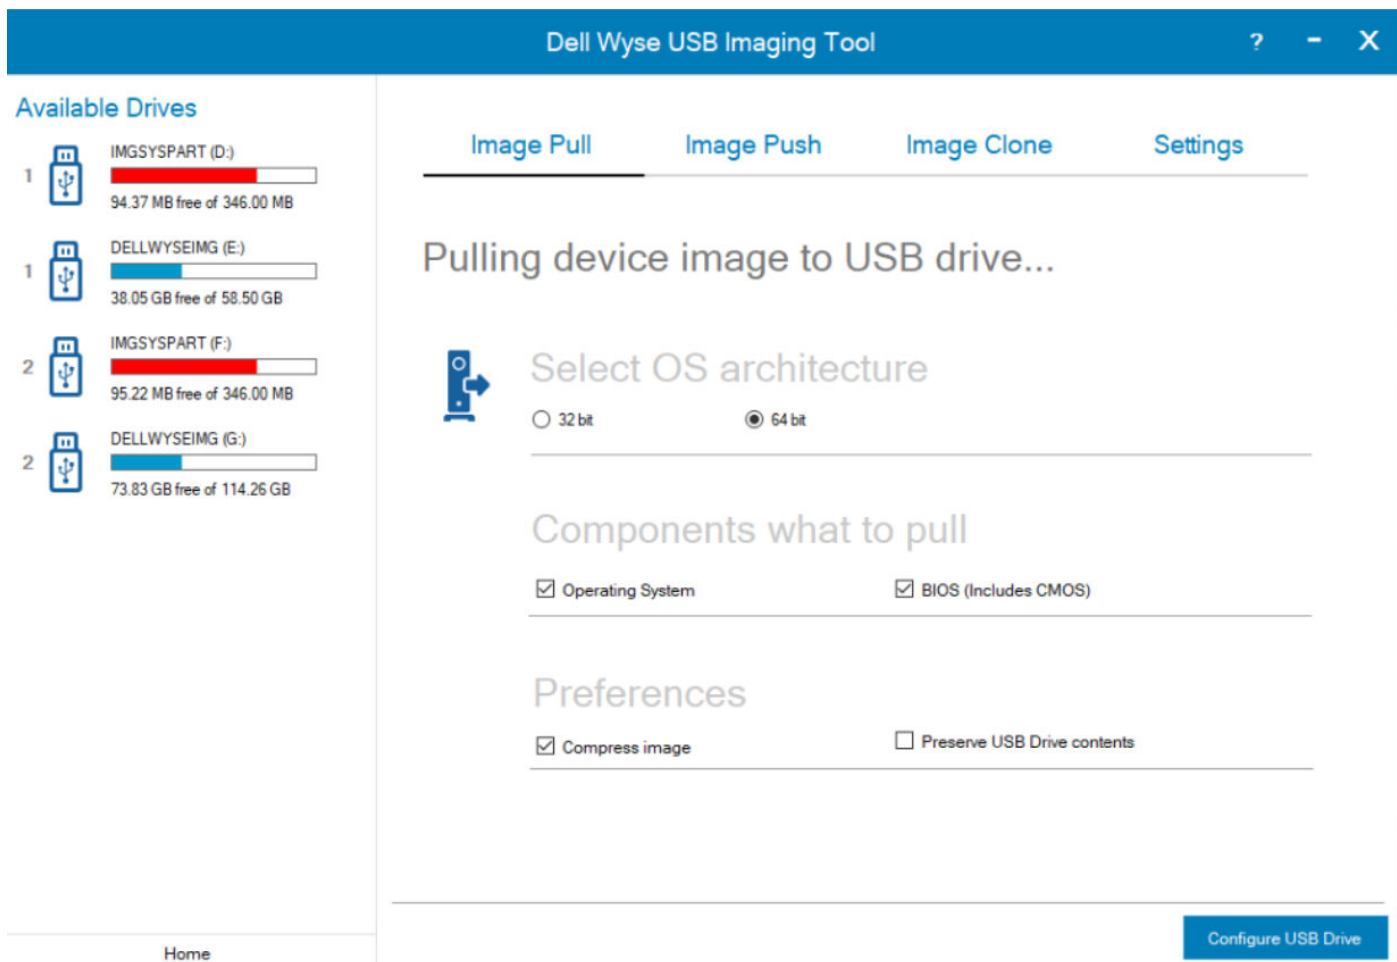 Dell Wyse USB Imaging Tool
? - X
Available Drives
1
IMGSYSPART (D:)
94.37 MB free of 346.00 MB
1
DELLWYSEIMG (E:)
38.05 GB free of 58.50 GB
2
IMGSYSPART (F:)
95.22 MB free of 346.00 MB
2
DELLWYSEIMG (G:)
73.83 GB free of 114.26 GB
Home
Image Pull Image Push Image Clone Settings
Pulling device image to USB drive...
Select OS architecture
32 bit 64 bit
Components what to pull
Operating System BIOS (Includes CMOS)
Preferences
Compress image Preserve USB Drive contents
Configure USB Drive